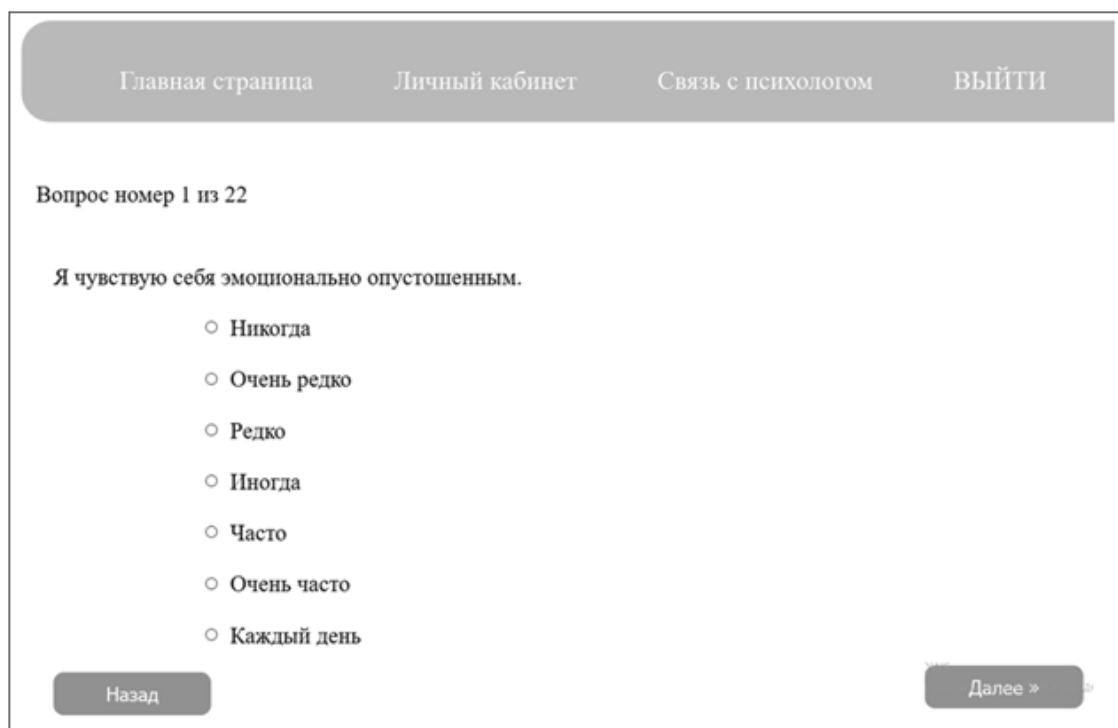 Главная страница Личный кабинет Связь с психологом ВЫЙТИ
Вопрос номер 1 из 22
Я чувствую себя эмоционально опустошенным.
Никогда
Очень редко
Редко
Иногда
Часто
Очень часто
Каждый день
Назад Далее »